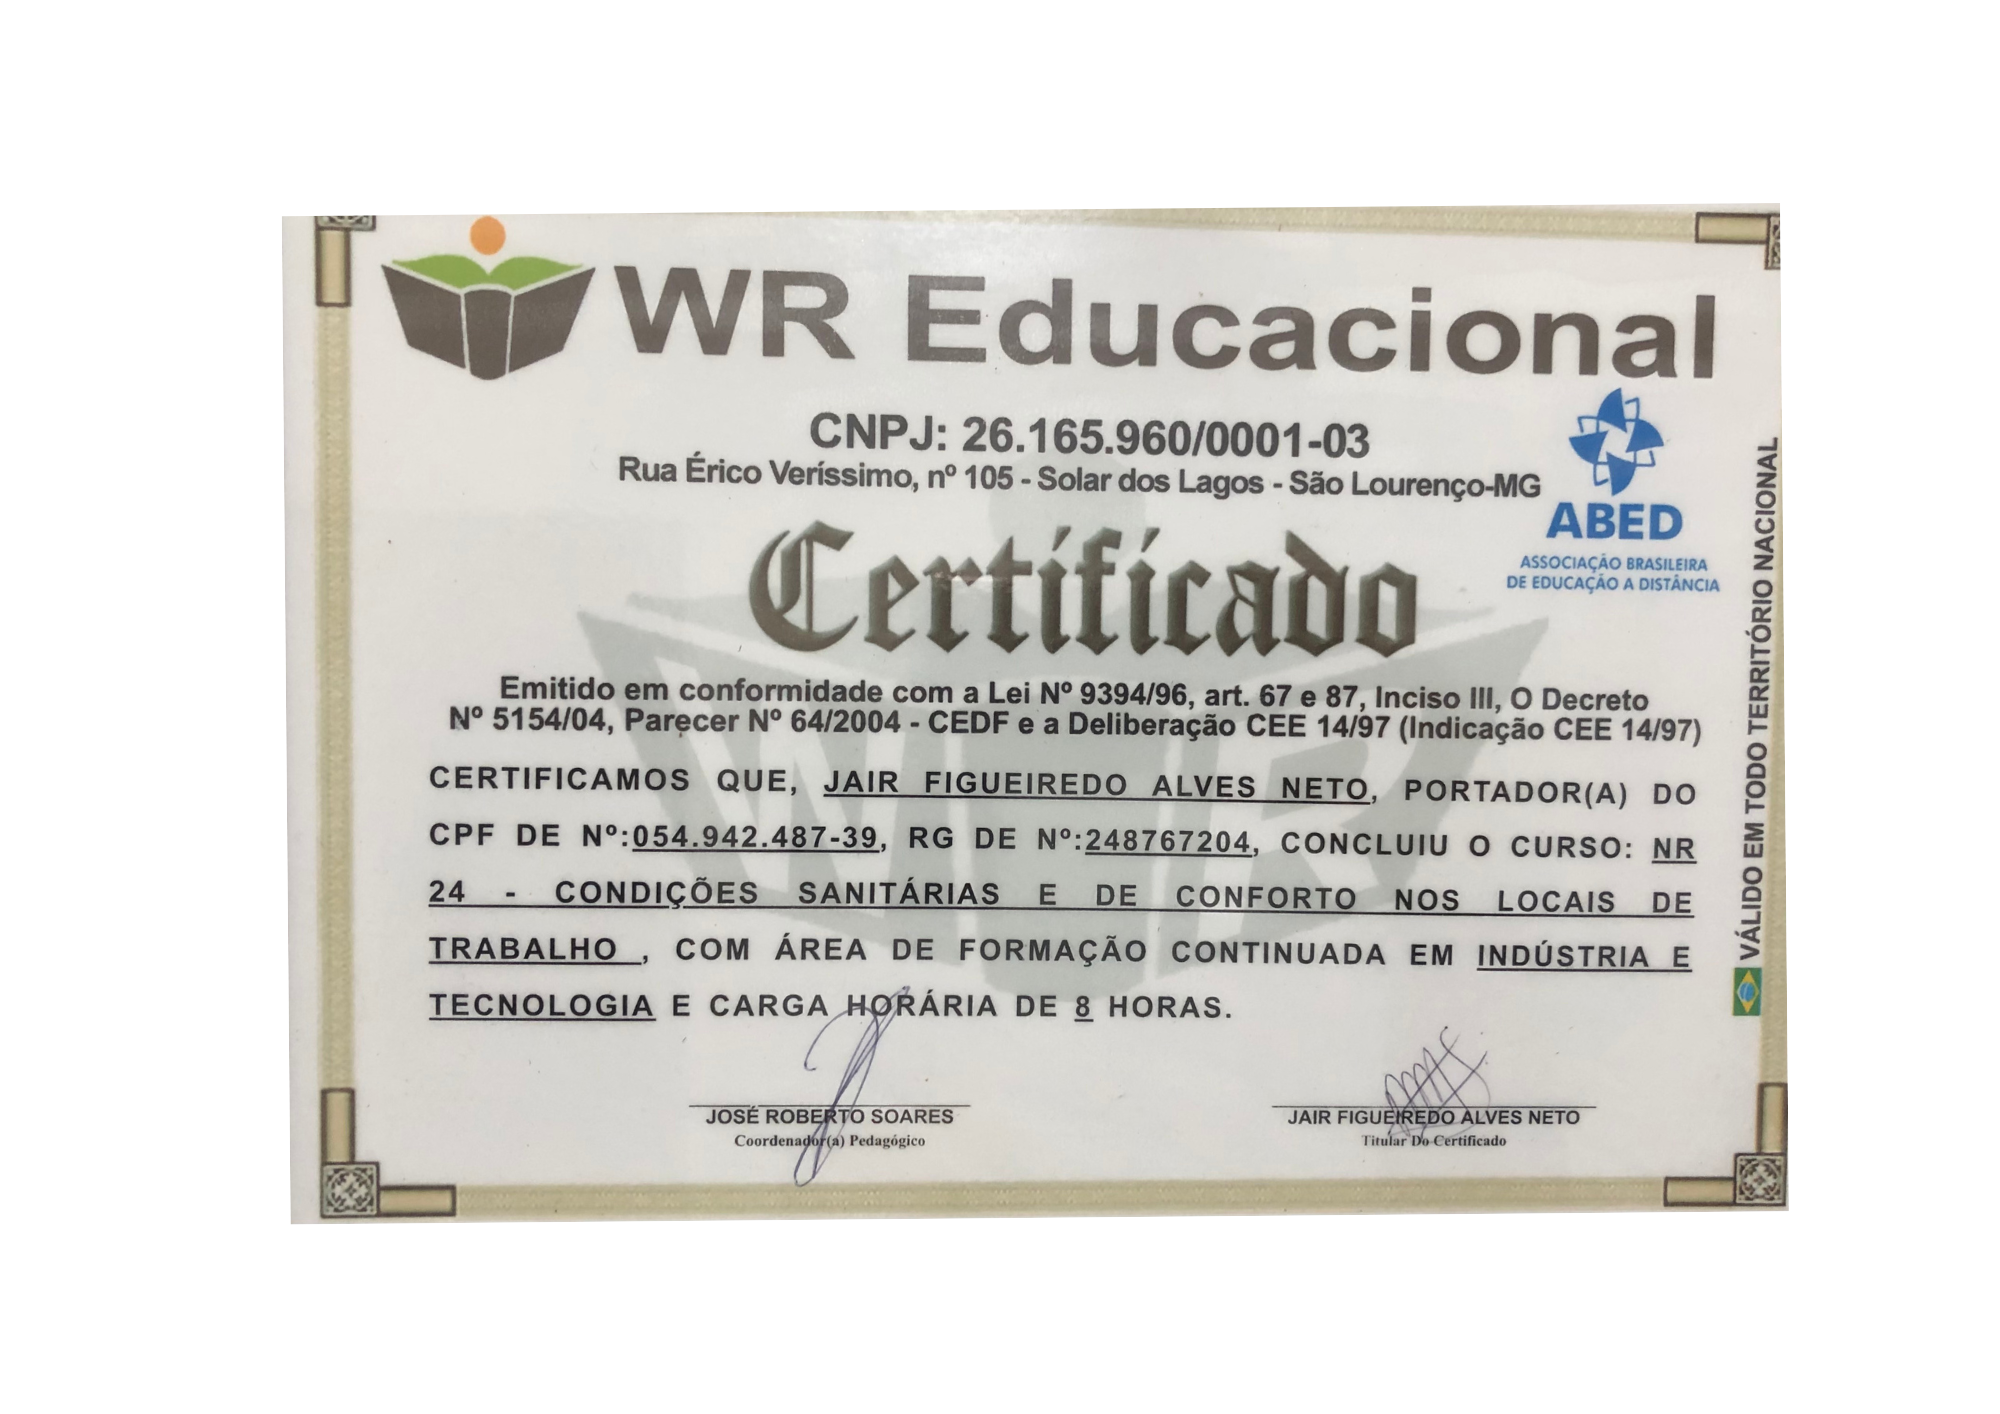 WR Educacional
CNPJ: 26.165.960/0001-03
Rua Érico Veríssimo, nº 105 - Solar dos Lagos - São Lourenço-MG
ABED
ASSOCIAÇÃO BRASILEIRA
DE EDUCAÇÃO A DISTÂNCIA
Certificado
Emitido em conformidade com a Lei Nº 9394/96, art. 67 e 87, Inciso III, O Decreto
Nº 5154/04, Parecer Nº 64/2004 - CEDF e a Deliberação CEE 14/97 (Indicação CEE 14/97)
CERTIFICAMOS QUE, JAIR FIGUEIREDO ALVES NETO, PORTADOR(A) DO
CPF DE Nº:054.942.487-39, RG DE Nº:248767204, CONCLUIU O CURSO: NR
24 - CONDIÇÕES SANITÁRIAS E DE CONFORTO NOS LOCAIS DE
TRABALHO , COM ÁREA DE FORMAÇÃO CONTINUADA EM INDÚSTRIA E
TECNOLOGIA E CARGA HORÁRIA DE 8 HORAS.
JOSÉ ROBERTO SOARES
Coordenador(a) Pedagógico
JAIR FIGUEIREDO ALVES NETO
Titular Do Certificado
VÁLIDO EM TODO TERRITÓRIO NACIONAL
WR